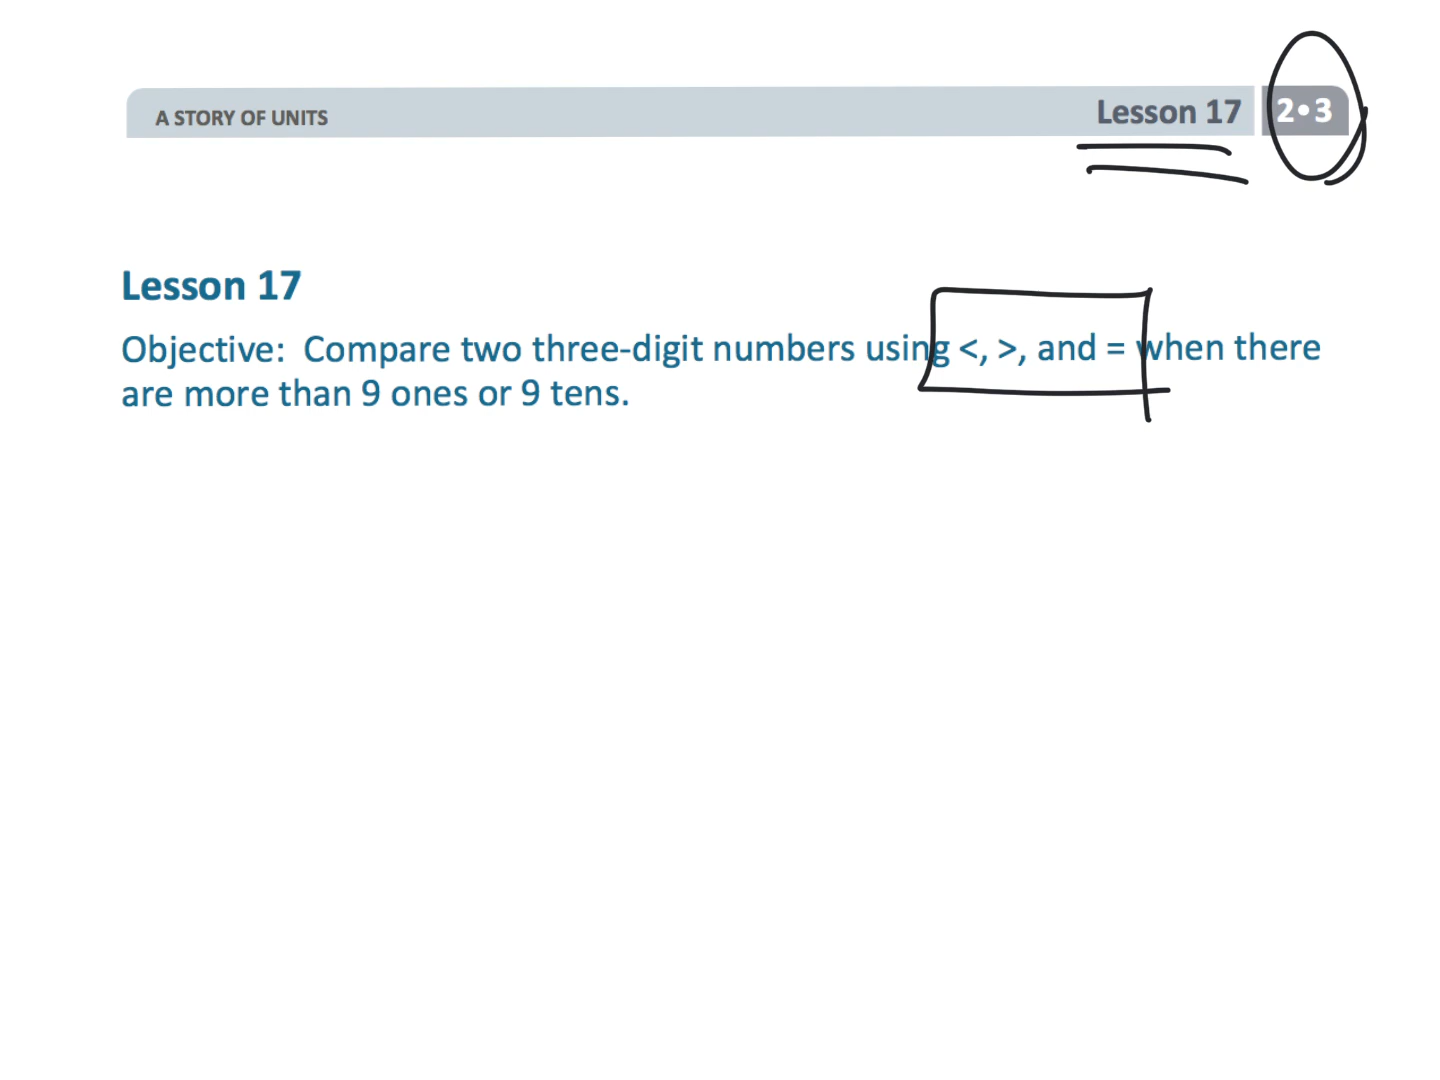 A STORY OF UNITS
Lesson 17
2•3
Lesson 17
Objective: Compare two three-digit numbers using <, >, and = when there
are more than 9 ones or 9 tens.